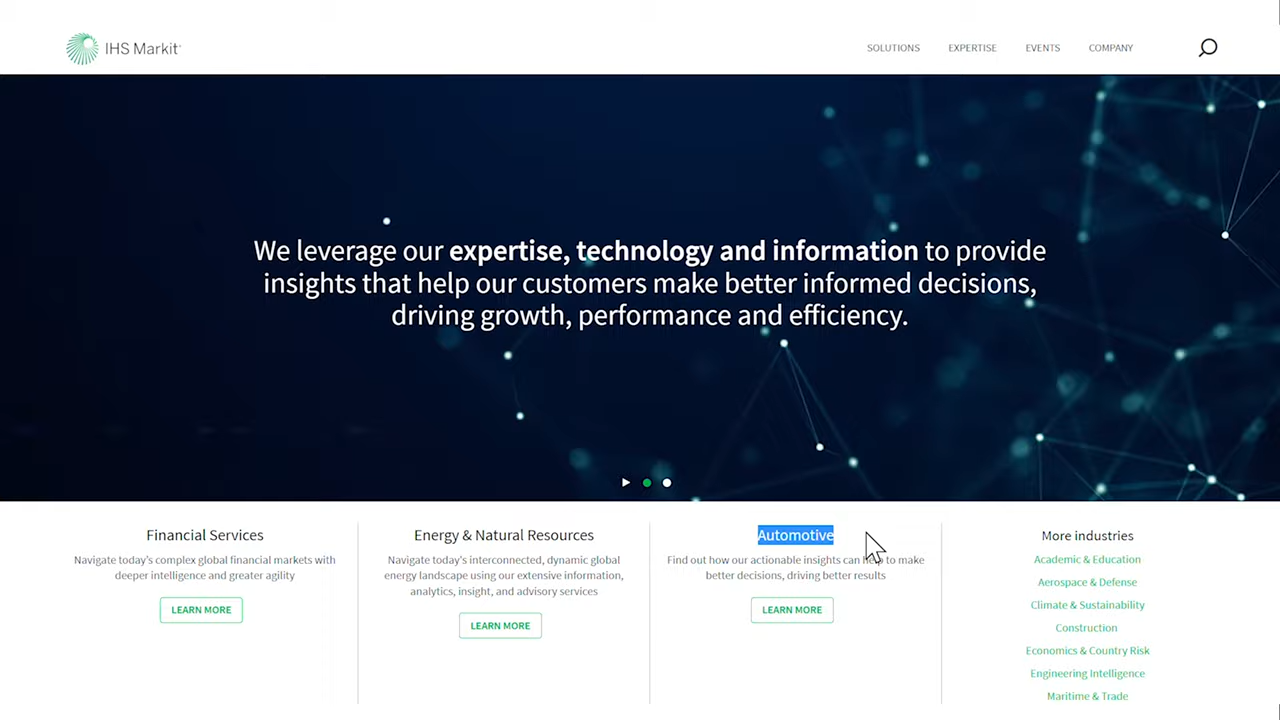 IHS Markit
SOLUTIONS EXPERTISE EVENTS COMPANY
We leverage our expertise, technology and information to provide
insights that help our customers make better informed decisions,
driving growth, performance and efficiency.
Financial Services
Navigate today's complex global financial markets with
deeper intelligence and greater agility
LEARN MORE
Energy & Natural Resources
Navigate today's interconnected, dynamic global
energy landscape using our extensive information,
analytics, insight, and advisory services
LEARN MORE
Automotive
Find out how our actionable insights can help to make
better decisions, driving better results
LEARN MORE
More industries
Academic & Education
Aerospace & Defense
Climate & Sustainability
Construction
Economics & Country Risk
Engineering Intelligence
Maritime & Trade